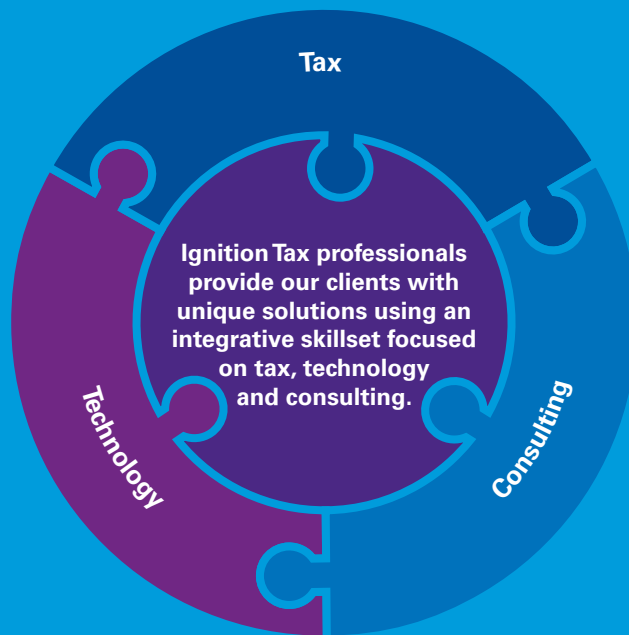 Tax
Ignition Tax professionals
provide our clients with
unique solutions using an
integrative skillset focused
on tax, technology
and consulting.
Technology
Consulting